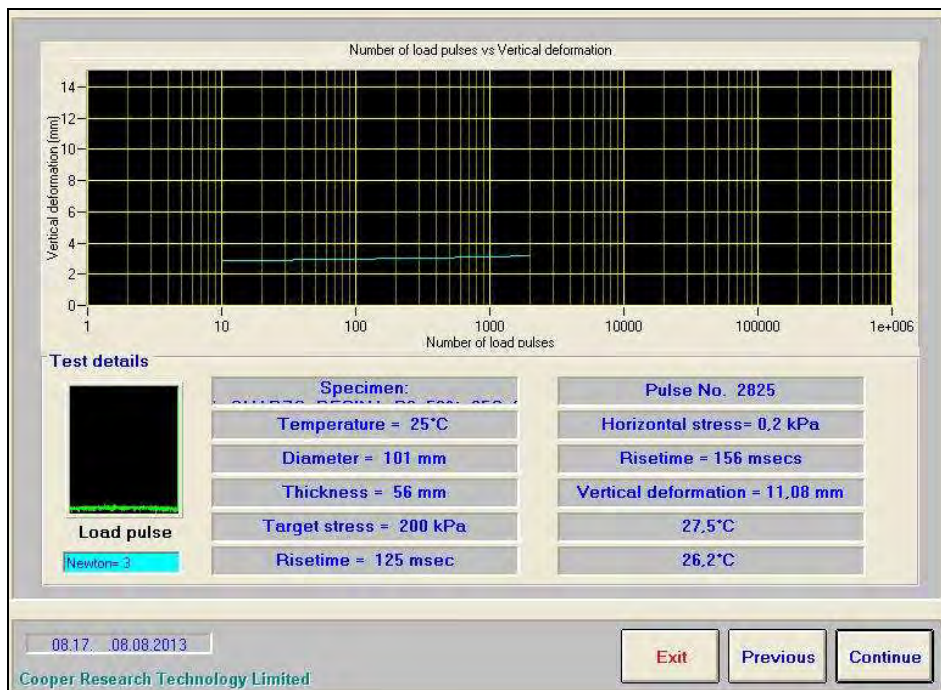 Number of load pulses vs Vertical deformation
Vertical deformation (mm)
14
12
10
8
6
4
2
0
1 10 100 1000 10000 100000 1e+006
Number of load pulses
Test details
Load pulse
Newton= 3
Specimen:
Temperature = 25°C
Diameter = 101 mm
Thickness = 56 mm
Target stress = 200 kPa
Risetime = 125 msec
Pulse No. 2825
Horizontal stress= 0,2 kPa
Risetime = 156 msecs
Vertical deformation = 11,08 mm
27,5°C
26,2°C
08.17. .08.08.2013
Cooper Research Technology Limited
Exit
Previous
Continue